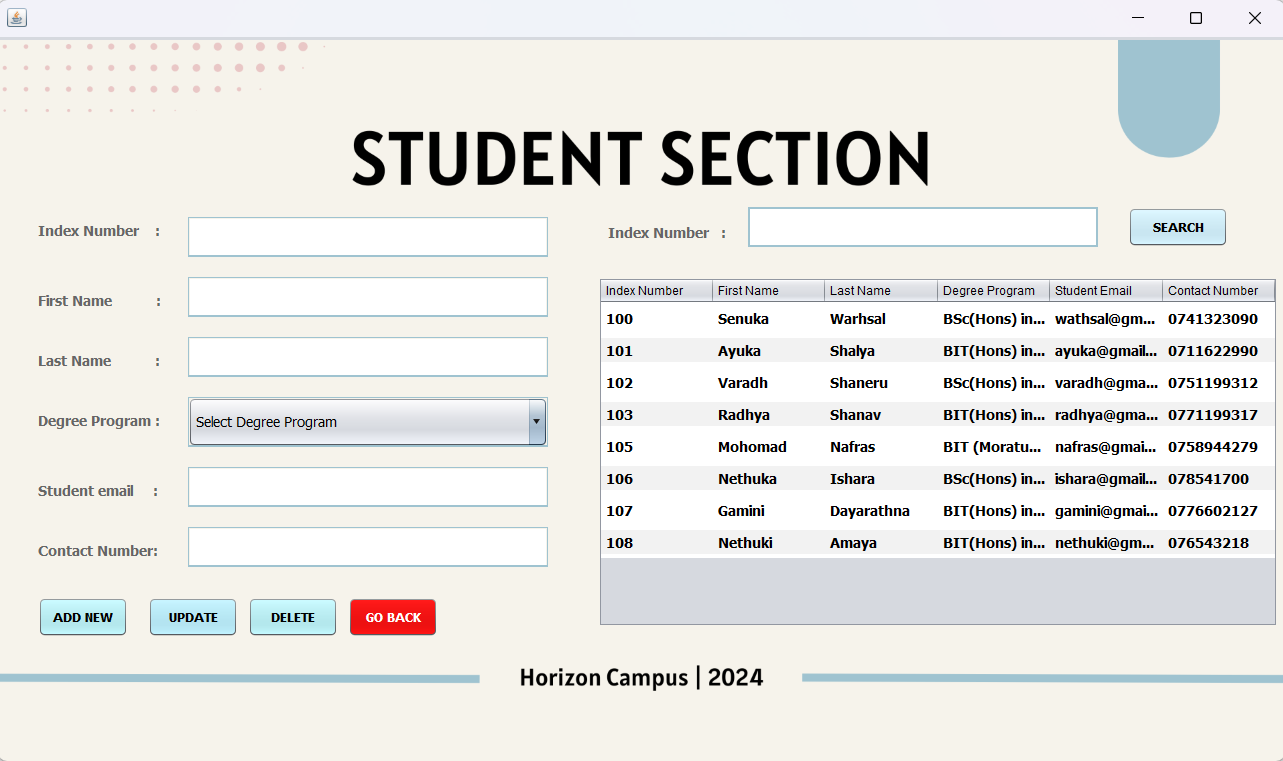 STUDENT SECTION
Index Number :
First Name :
Last Name :
Degree Program :
Select Degree Program
Student email :
Contact Number:
ADD NEW UPDATE DELETE GO BACK
Index Number : SEARCH
Index Number First Name Last Name Degree Program Student Email Contact Number
100 Senuka Warhsal BSc(Hons) in... wathsal@gm... 0741323090
101 Ayuka Shalya BIT(Hons) in... ayuka@gmail... 0711622990
102 Varadh Shaneru BSc(Hons) in... varadh@gma... 0751199312
103 Radhya Shanav BIT(Hons) in... radhya@gma... 0771199317
105 Mohomad Nafras BIT (Moratu... nafras@gmai... 0758944279
106 Nethuka Ishara BSc(Hons) in... ishara@gmail... 078541700
107 Gamini Dayarathna BIT(Hons) in... gamini@gmai... 0776602127
108 Nethuki Amaya BIT(Hons) in... nethuki@gm... 076543218
Horizon Campus | 2024